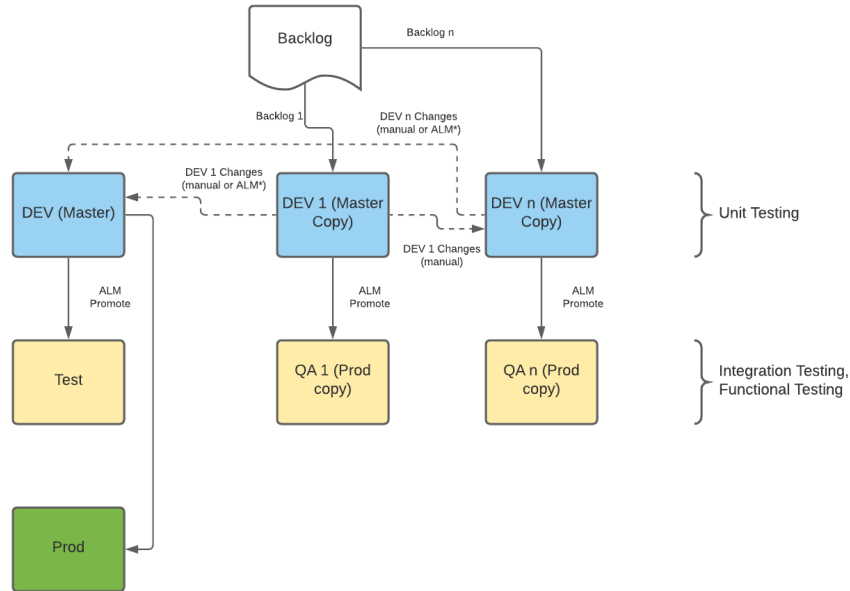 Backlog
Backlog n
Backlog 1
DEV n Changes
(manual or ALM*)
DEV 1 Changes
(manual or ALM*)
DEV (Master)
DEV 1 (Master
Copy)
DEV n (Master
Copy)
Unit Testing
DEV 1 Changes
(manual)
ALM
Promote
ALM
Promote
ALM
Promote
Test
QA 1 (Prod
copy)
QA n (Prod
copy)
Integration Testing,
Functional Testing
Prod